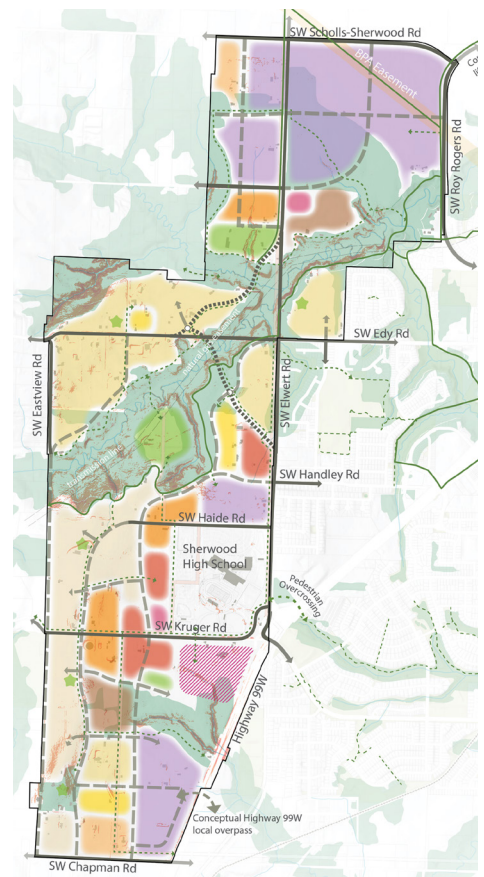 SW Scholls-Sherwood Rd
BPA Easement
SW Roy Rogers Rd
SW Edy Rd
SW Eastview Rd
SW Elwert Rd
SW Handley Rd
SW Haide Rd
Sherwood
High School
Pedestrian
Overcrossing
SW Kruger Rd
Highway 99W
Conceptual Highway 99W
local overpass
SW Chapman Rd